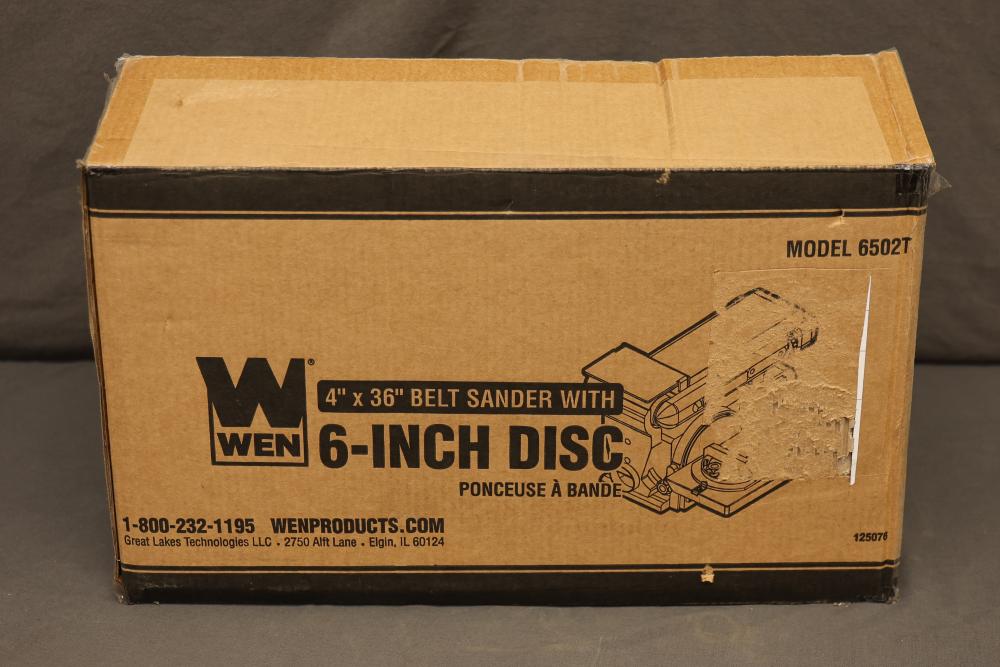 MODEL 6502T
W®
WEN
4" x 36" BELT SANDER WITH
6-INCH DISC
PONCEUSE À BANDE
1-800-232-1195 WENPRODUCTS.COM
Great Lakes Technologies LLC • 2750 Alft Lane • Elgin, IL 60124
125076